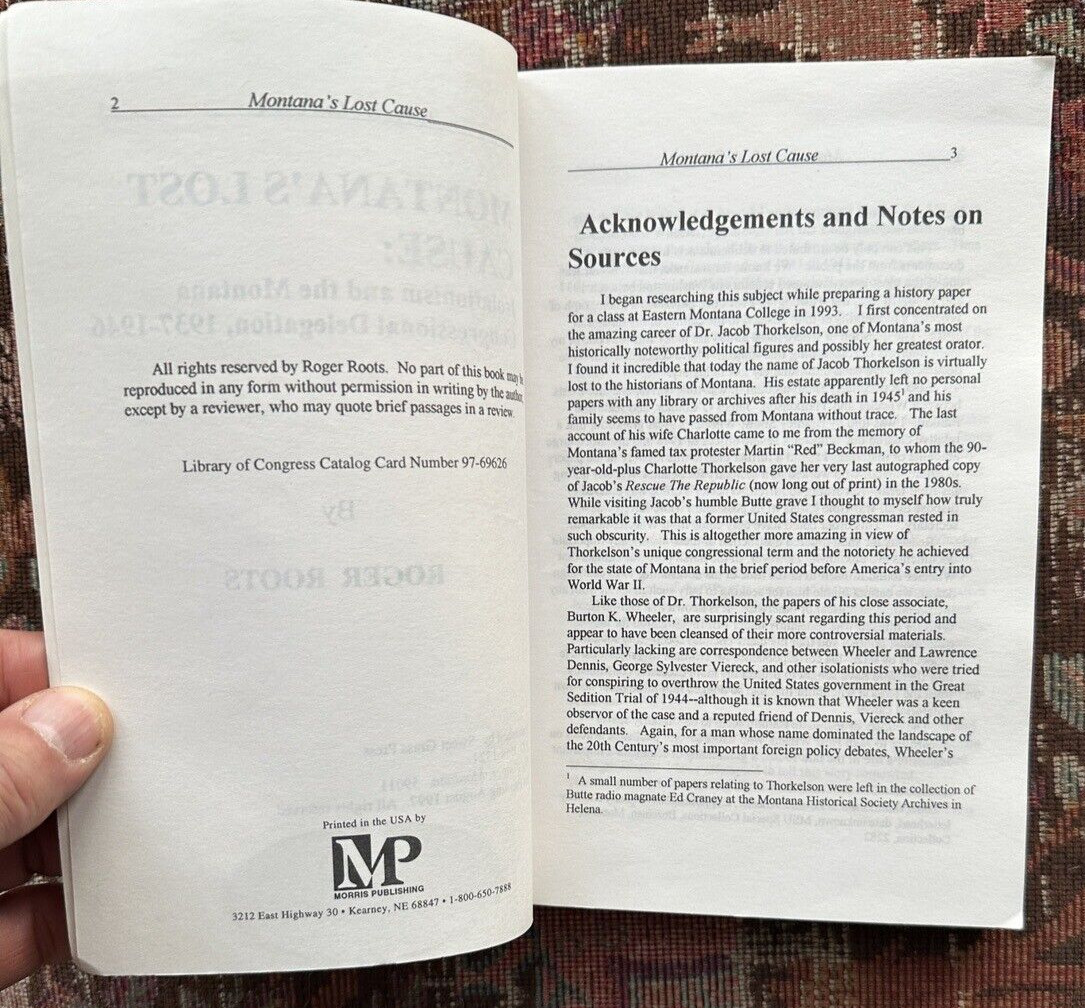 2 Montana's Lost Cause
All rights reserved by Roger Roots. No part of this book may be
reproduced in any form without permission in writing by the author
except by a reviewer, who may quote brief passages in a review.
Library of Congress Catalog Card Number 97-69626
Printed in the USA by
MP
MORRIS PUBLISHING
3212 East Highway 30 • Kearney, NE 68847 • 1-800-650-7888
Montana's Lost Cause 3
Acknowledgements and Notes on
Sources
I began researching this subject while preparing a history paper
for a class at Eastern Montana College in 1993. I first concentrated on
the amazing career of Dr. Jacob Thorkelson, one of Montana's most
historically noteworthy political figures and possibly her greatest orator.
I found it incredible that today the name of Jacob Thorkelson is virtually
lost to the historians of Montana. His estate apparently left no personal
papers with any library or archives after his death in 1945¹ and his
family seems to have passed from Montana without trace. The last
account of his wife Charlotte came to me from the memory of
Montana's famed tax protester Martin “Red” Beckman, to whom the 90-
year-old-plus Charlotte Thorkelson gave her very last autographed copy
of Jacob's Rescue The Republic (now long out of print) in the 1980s.
While visiting Jacob's humble Butte grave I thought to myself how truly
remarkable it was that a former United States congressman rested in
such obscurity. This is altogether more amazing in view of
Thorkelson's unique congressional term and the notoriety he achieved
for the state of Montana in the brief period before America's entry into
World War II.
Like those of Dr. Thorkelson, the papers of his close associate,
Burton K. Wheeler, are surprisingly scant regarding this period and
appear to have been cleansed of their more controversial materials.
Particularly lacking are correspondence between Wheeler and Lawrence
Dennis, George Sylvester Viereck, and other isolationists who were tried
for conspiring to overthrow the United States government in the Great
Sedition Trial of 1944--although it is known that Wheeler was a keen
observor of the case and a reputed friend of Dennis, Viereck and other
defendants. Again, for a man whose name dominated the landscape of
the 20th Century's most important foreign policy debates, Wheeler's
¹ A small number of papers relating to Thorkelson were left in the collection of
Butte radio magnate Ed Craney at the Montana Historical Society Archives in
Helena.